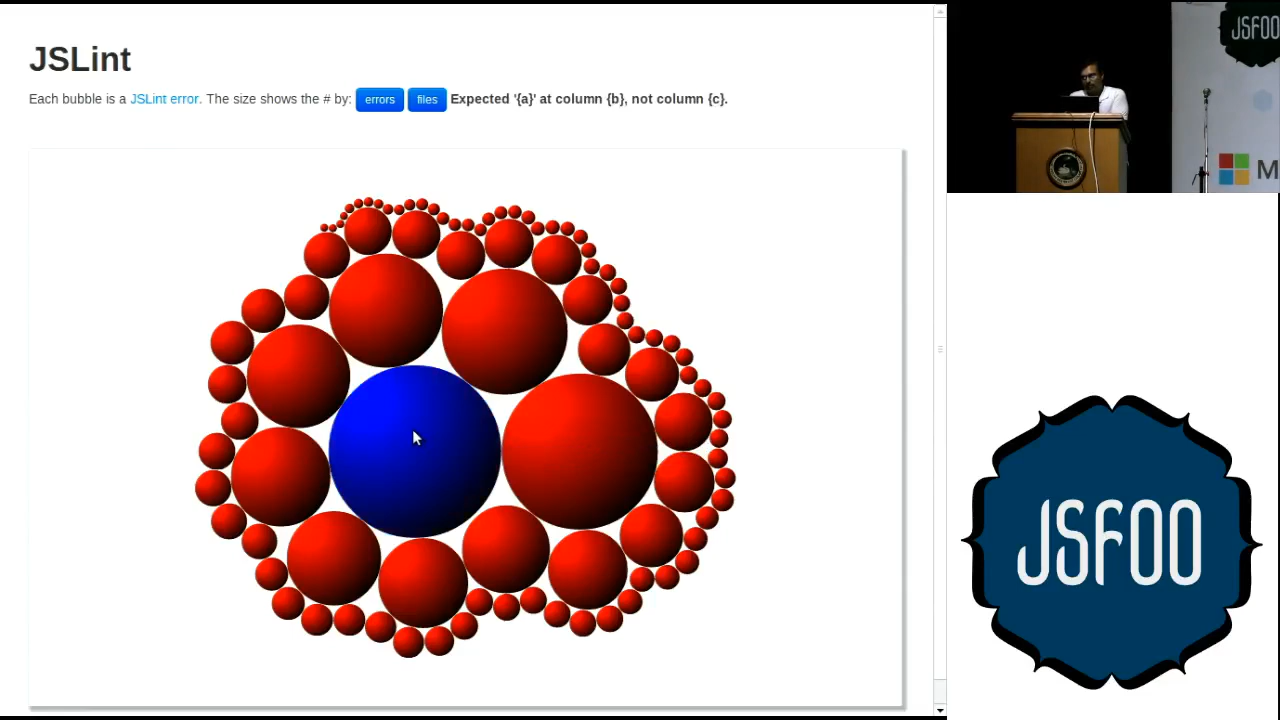 JSLint
Each bubble is a JSLint error. The size shows the # by: errors files Expected '{a}' at column {b}, not column {c}.
JSFOO
M
JSFOO